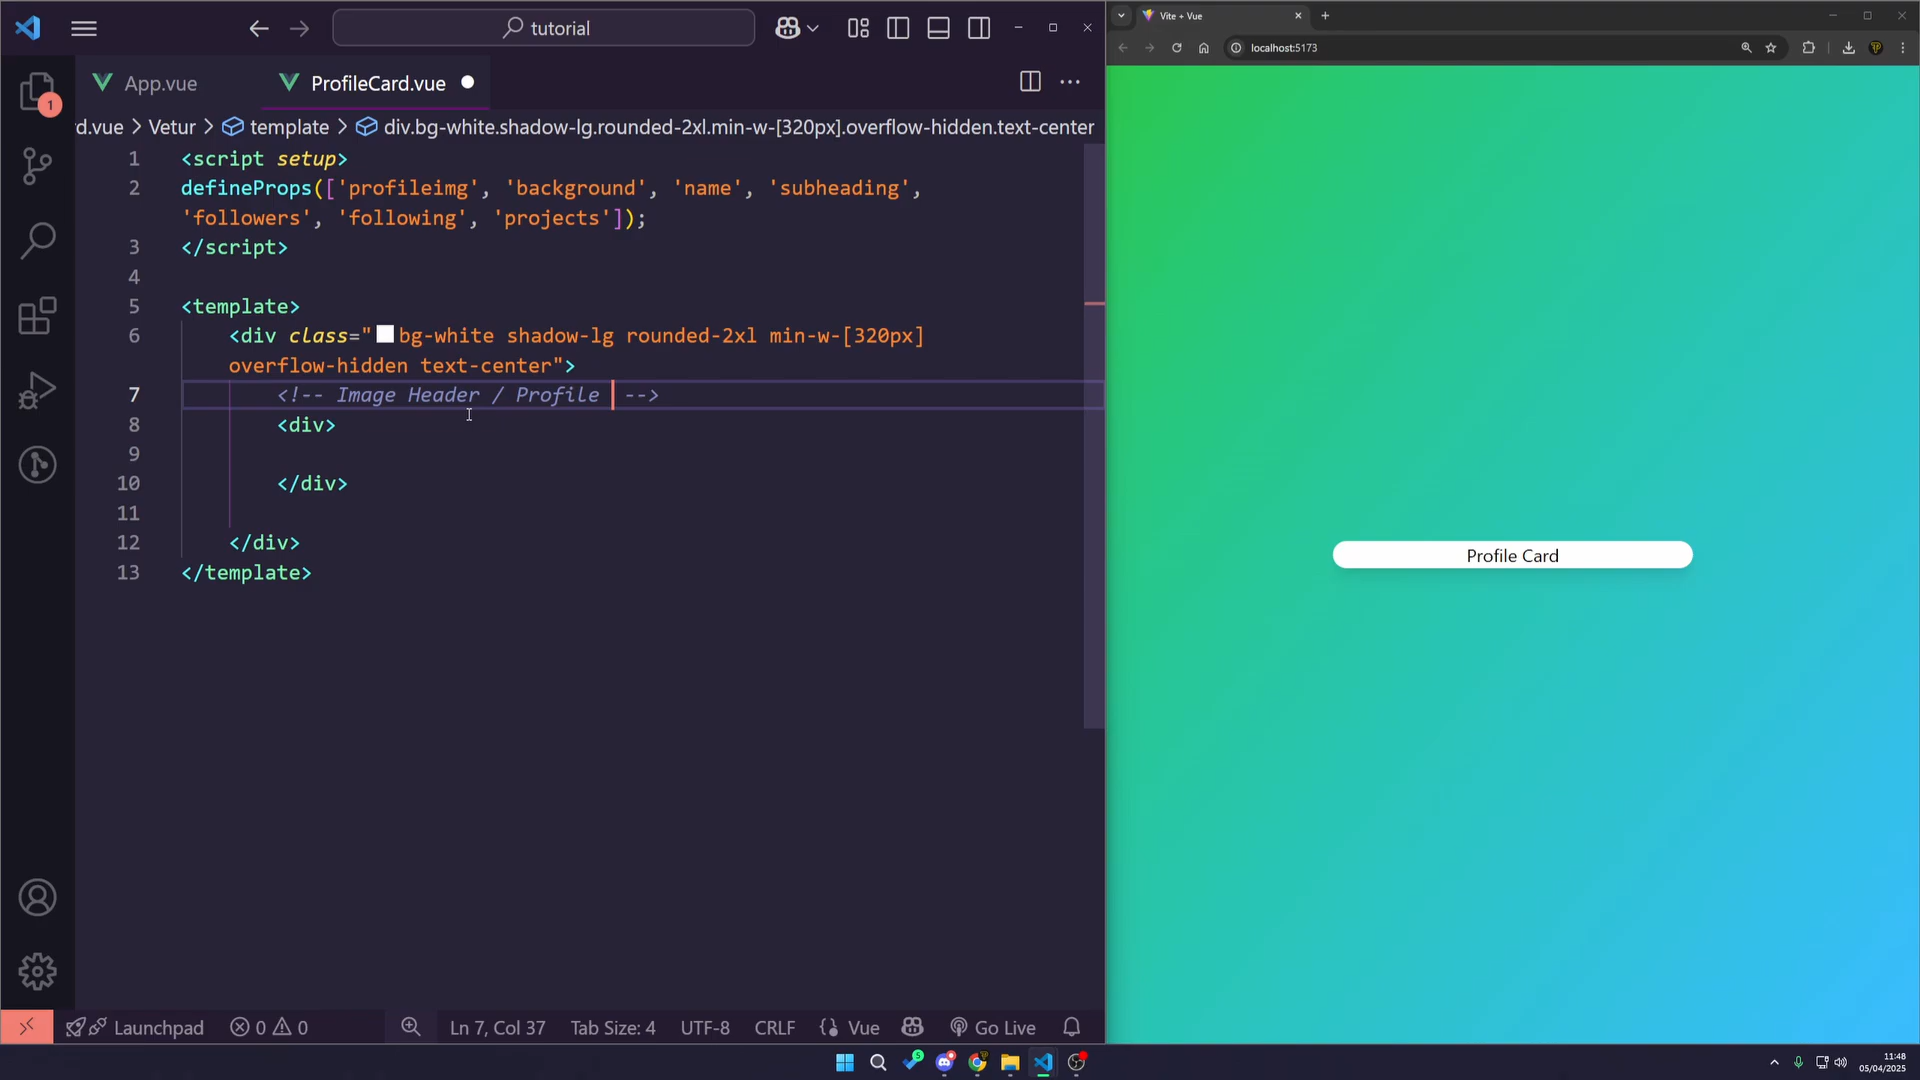 tutorial
App.vue
ProfileCard.vue
1
d.vue > Vetur > template > div.bg-white.shadow-lg.rounded-2xl.min-w-[320px].overflow-hidden.text-center
1 <script setup>
2 defineProps(['profileimg', 'background', 'name', 'subheading',
'followers', 'following', 'projects']);
3 </script>
4
5 <template>
6 <div class="bg-white shadow-lg rounded-2xl min-w-[320px]
overflow-hidden text-center">
7 <!-- Image Header / Profile  -->
8 <div>
9
10 </div>
11
12 </div>
13 </template>
Launchpad 0 0 Ln 7, Col 37 Tab Size: 4 UTF-8 CRLF {} Vue Go Live
Vite + Vue
localhost:5173
Profile Card
5
11:48
05/04/2025